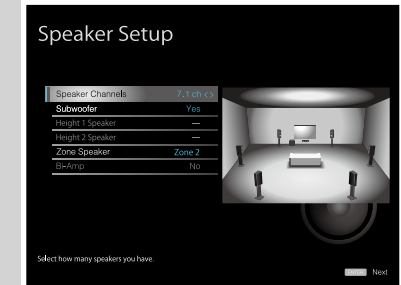 Speaker Setup
Speaker Channels 7.1 ch < >
Subwoofer Yes
Height 1 Speaker —
Height 2 Speaker —
Zone Speaker Zone 2
Bi-Amp No
Select how many speakers you have.
ENTER Next